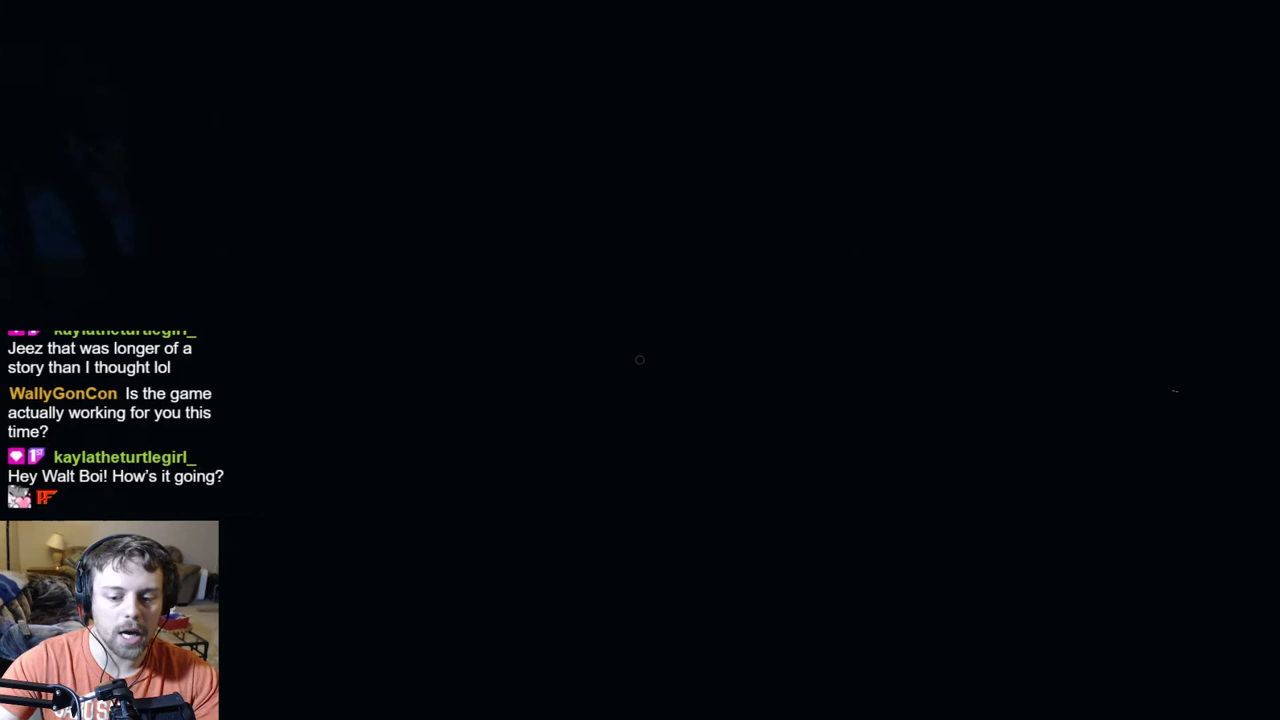 kaylatheturtlegirl_
Jeez that was longer of a
story than I thought lol
WallyGonCon Is the game
actually working for you this
time?
kaylatheturtlegirl_
Hey Walt Boi! How's it going?